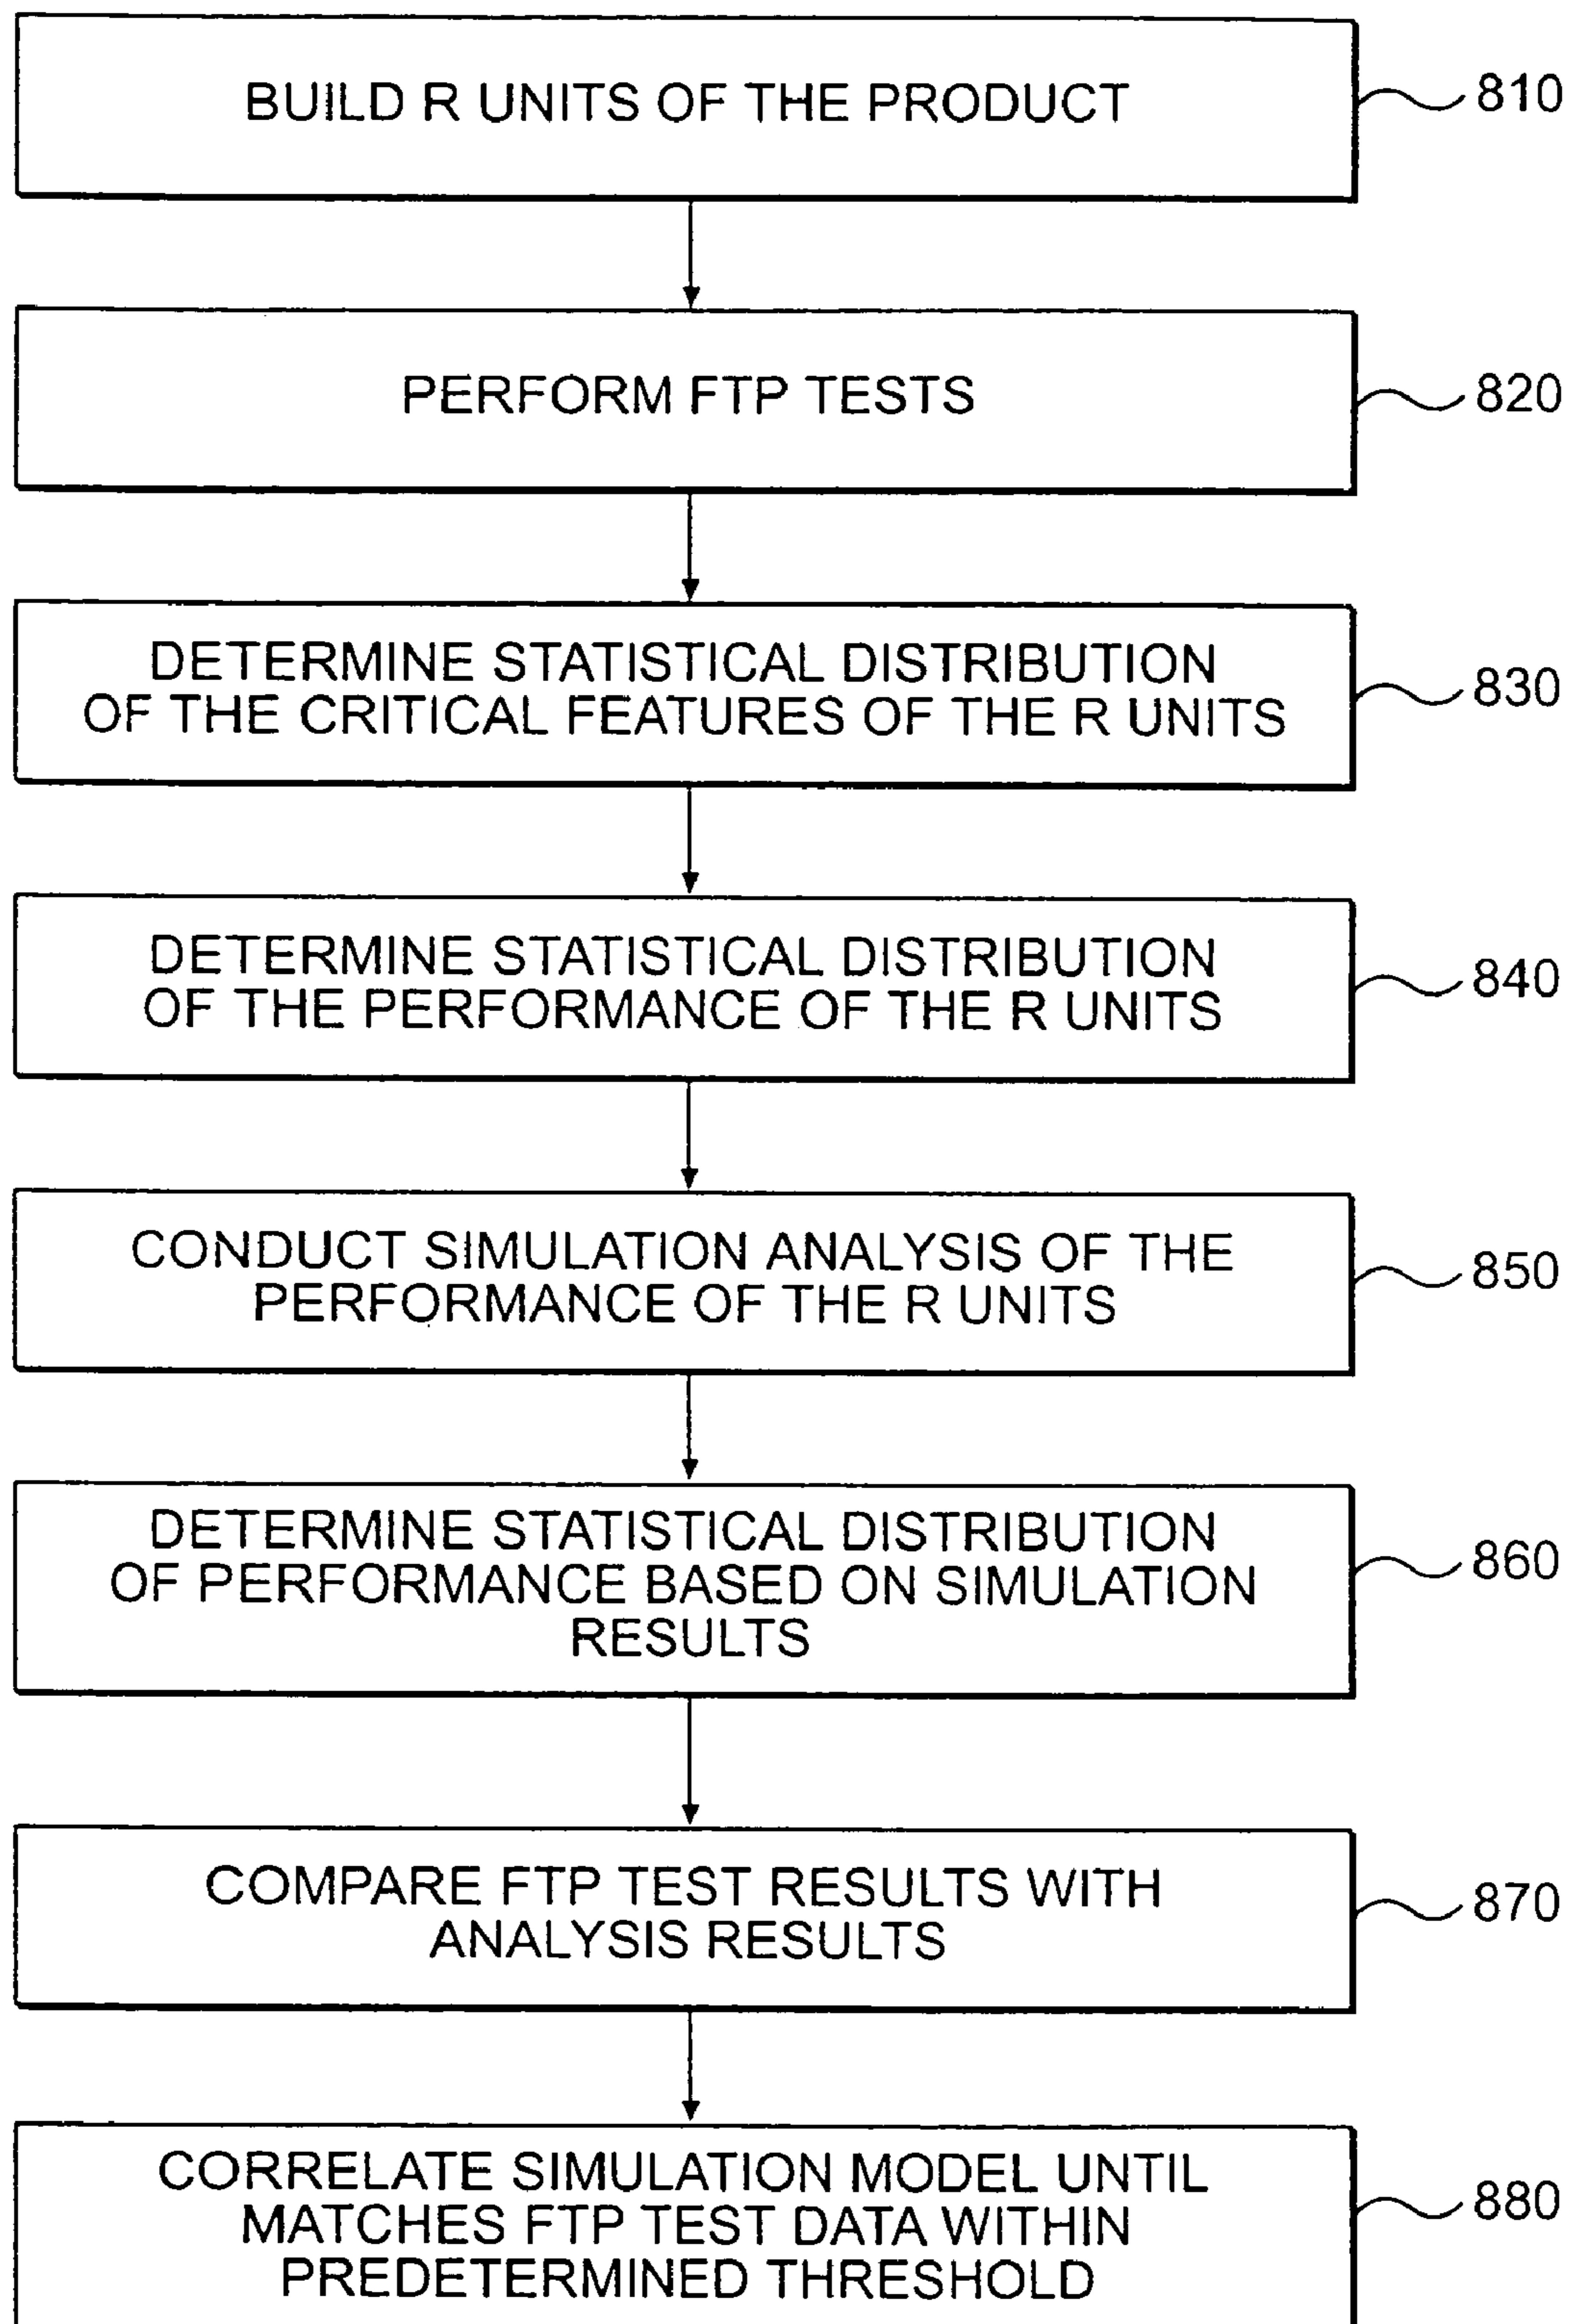 BUILD R UNITS OF THE PRODUCT
810
PERFORM FTP TESTS
820
DETERMINE STATISTICAL DISTRIBUTION
OF THE CRITICAL FEATURES OF THE R UNITS
830
DETERMINE STATISTICAL DISTRIBUTION
OF THE PERFORMANCE OF THE R UNITS
840
CONDUCT SIMULATION ANALYSIS OF THE
PERFORMANCE OF THE R UNITS
850
DETERMINE STATISTICAL DISTRIBUTION
OF PERFORMANCE BASED ON SIMULATION
RESULTS
860
COMPARE FTP TEST RESULTS WITH
ANALYSIS RESULTS
870
CORRELATE SIMULATION MODEL UNTIL
MATCHES FTP TEST DATA WITHIN
PREDETERMINED THRESHOLD
880